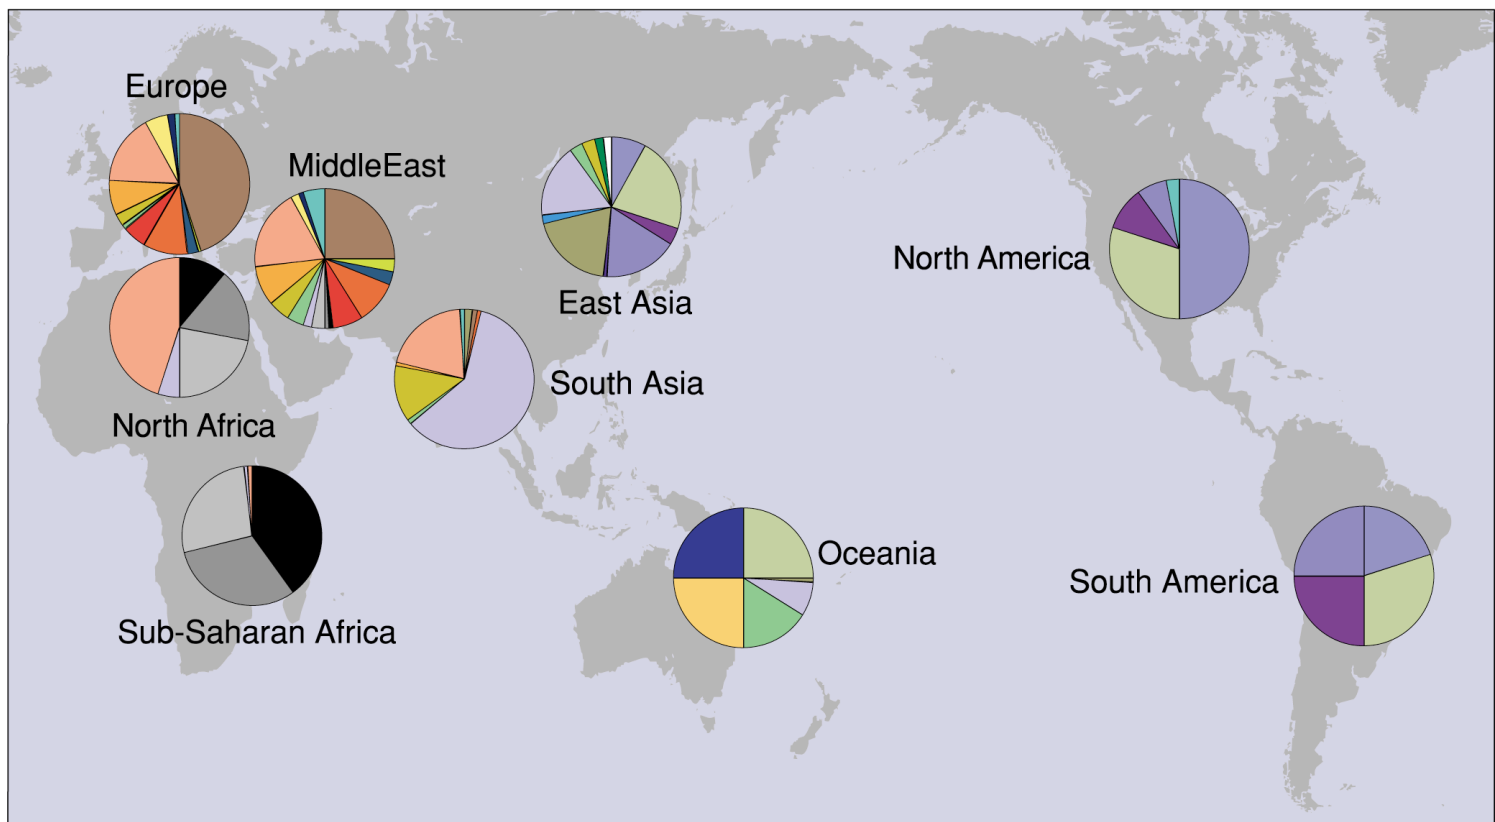 Europe
MiddleEast
East Asia
North America
South Asia
North Africa
Oceania
South America
Sub-Saharan Africa